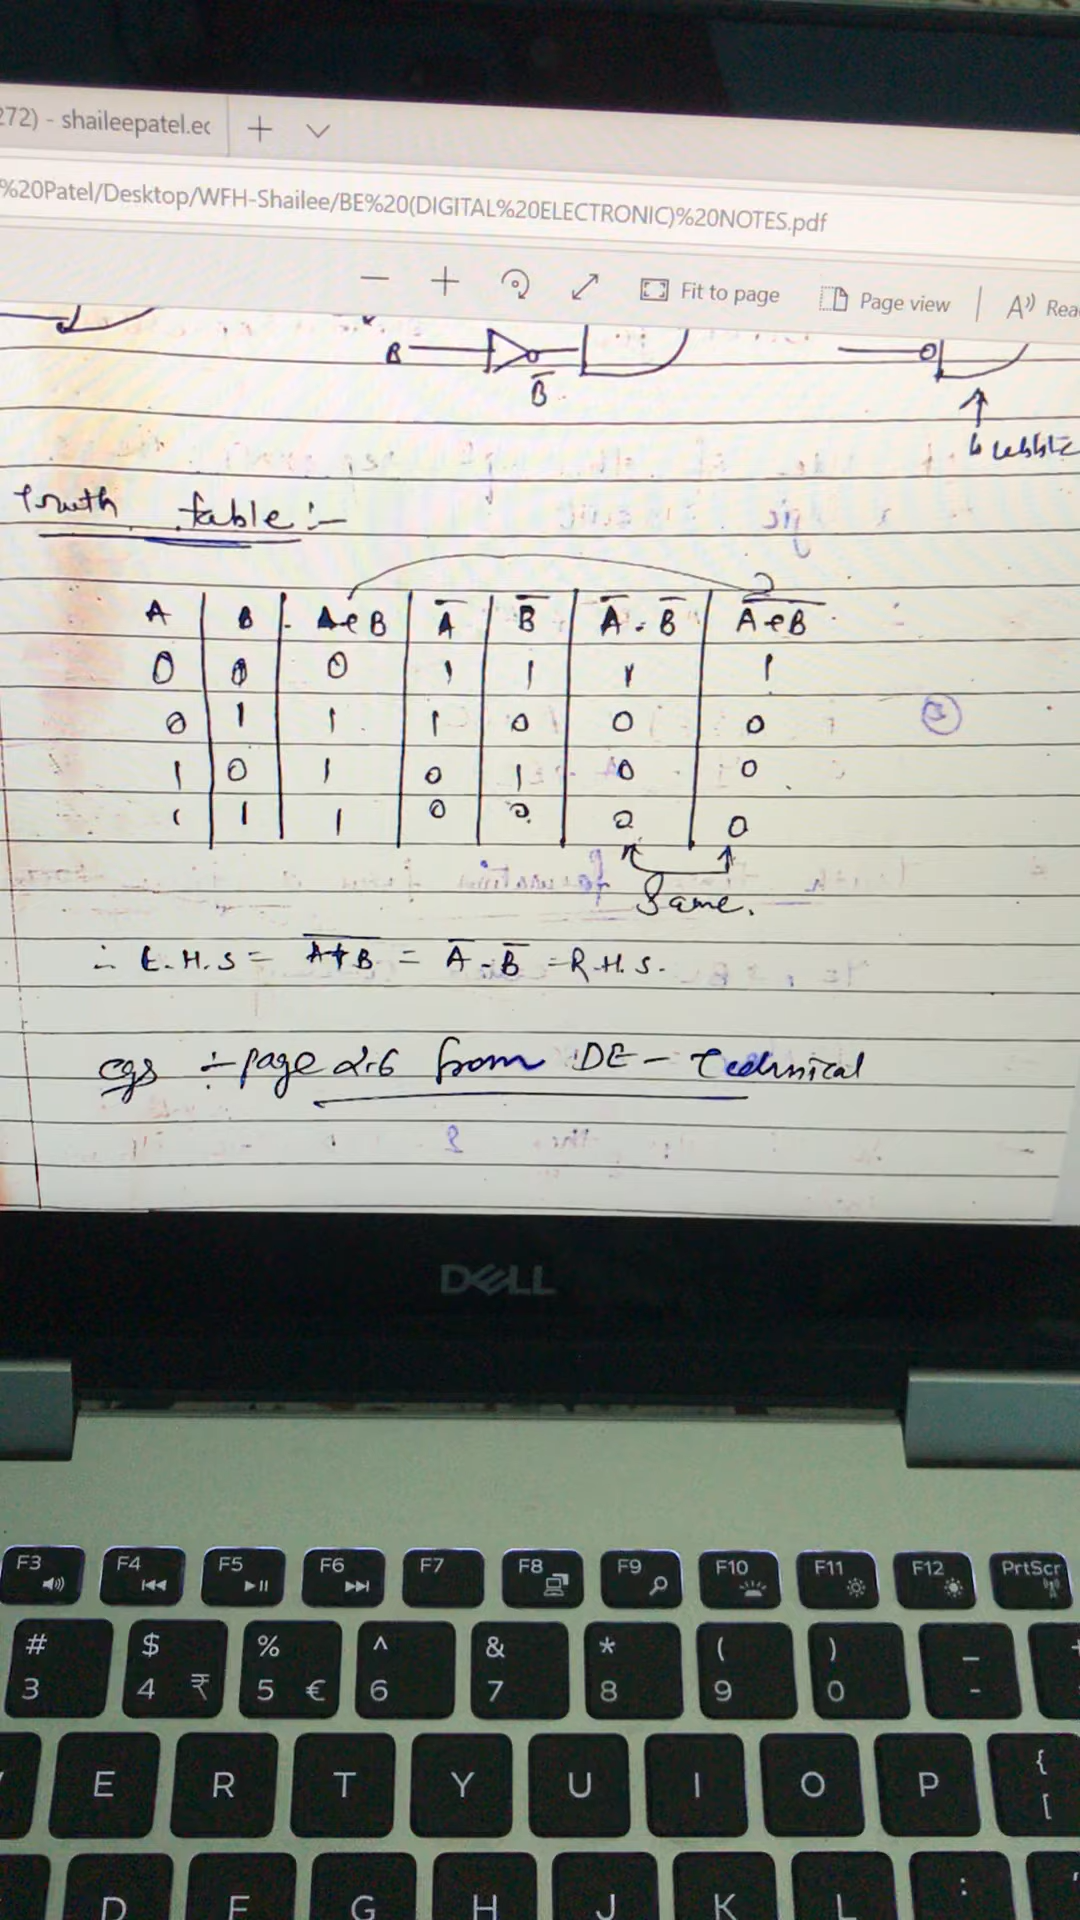 272) - shaileepatel.ec
%20Patel/Desktop/WFH-Shailee/BE%20(DIGITAL%20ELECTRONIC)%20NOTES.pdf
Fit to page Page view A Rea
B
B̅
bubble
Truth table :-
A B A+B A̅ B̅ A̅ . B̅ A̅+̅B̅
0 0 0 1 1 1 1
0 1 1 1 0 0 0
1 0 1 0 1 0 0
1 1 1 0 0 0 0
Same.
∴ L.H.S = A̅+̅B̅ = A̅ . B̅ = R.H.S.
egs :- page 2.6 from DE - Technical
DELL
F3 F4 F5 F6 F7 F8 F9 F10 F11 F12 PrtScr
# $ % ^ & * ( ) _
3 4 ₹ 5 € 6 7 8 9 0 -
E R T Y U I O P { [
D F G H J K L :